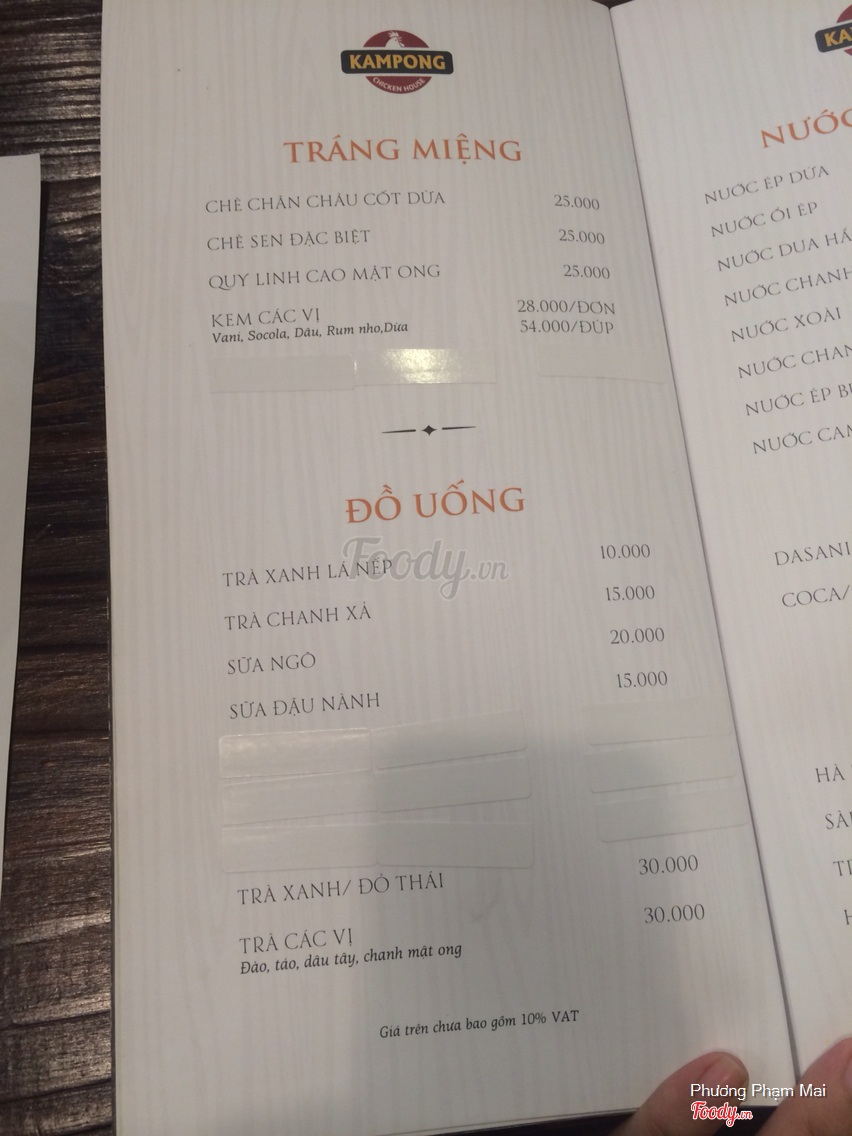 KAMPONG
CHICKEN HOUSE
TRÁNG MIỆNG
CHÈ CHÂN CHÂU CỐT DỪA 25.000
CHÈ SEN ĐẶC BIỆT 25.000
QUY LINH CAO MẬT ONG 25.000
KEM CÁC VỊ 28.000/ĐƠN
Vani, Socola, Dâu, Rum nho,Dừa 54.000/ĐÚP
ĐỒ UỐNG
TRÀ XANH LÁ NẾP 10.000
TRÀ CHANH XẢ 15.000
SỮA NGÔ 20.000
SỮA ĐẬU NÀNH 15.000
TRÀ XANH/ ĐỎ THÁI 30.000
TRÀ CÁC VỊ 30.000
Đào, táo, dâu tây, chanh mật ong
Giá trên chưa bao gồm 10% VAT
NƯỚC ÉP DỨA
NƯỚC ỔI ÉP
NƯỚC DƯA
NƯỚC CHANH
NƯỚC XOÀI
NƯỚC
NƯỚC ÉP
NƯỚC
DASANI
COCA/
HÀ
Foody.vn
Phương Phạm Mai
Foody.vn